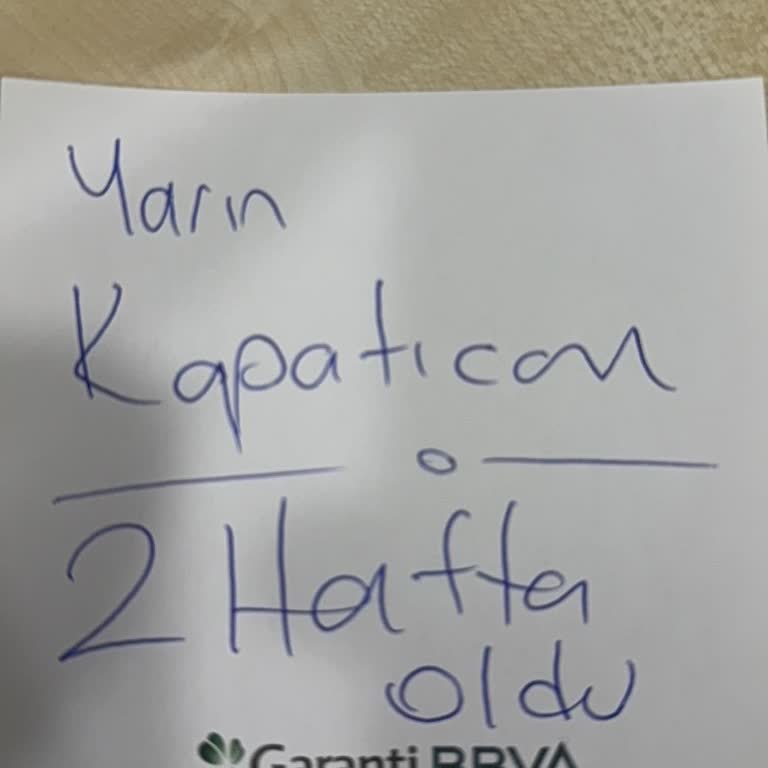 Yarın
Kapatıcam
2 Hafta
oldu
Garanti BBVA